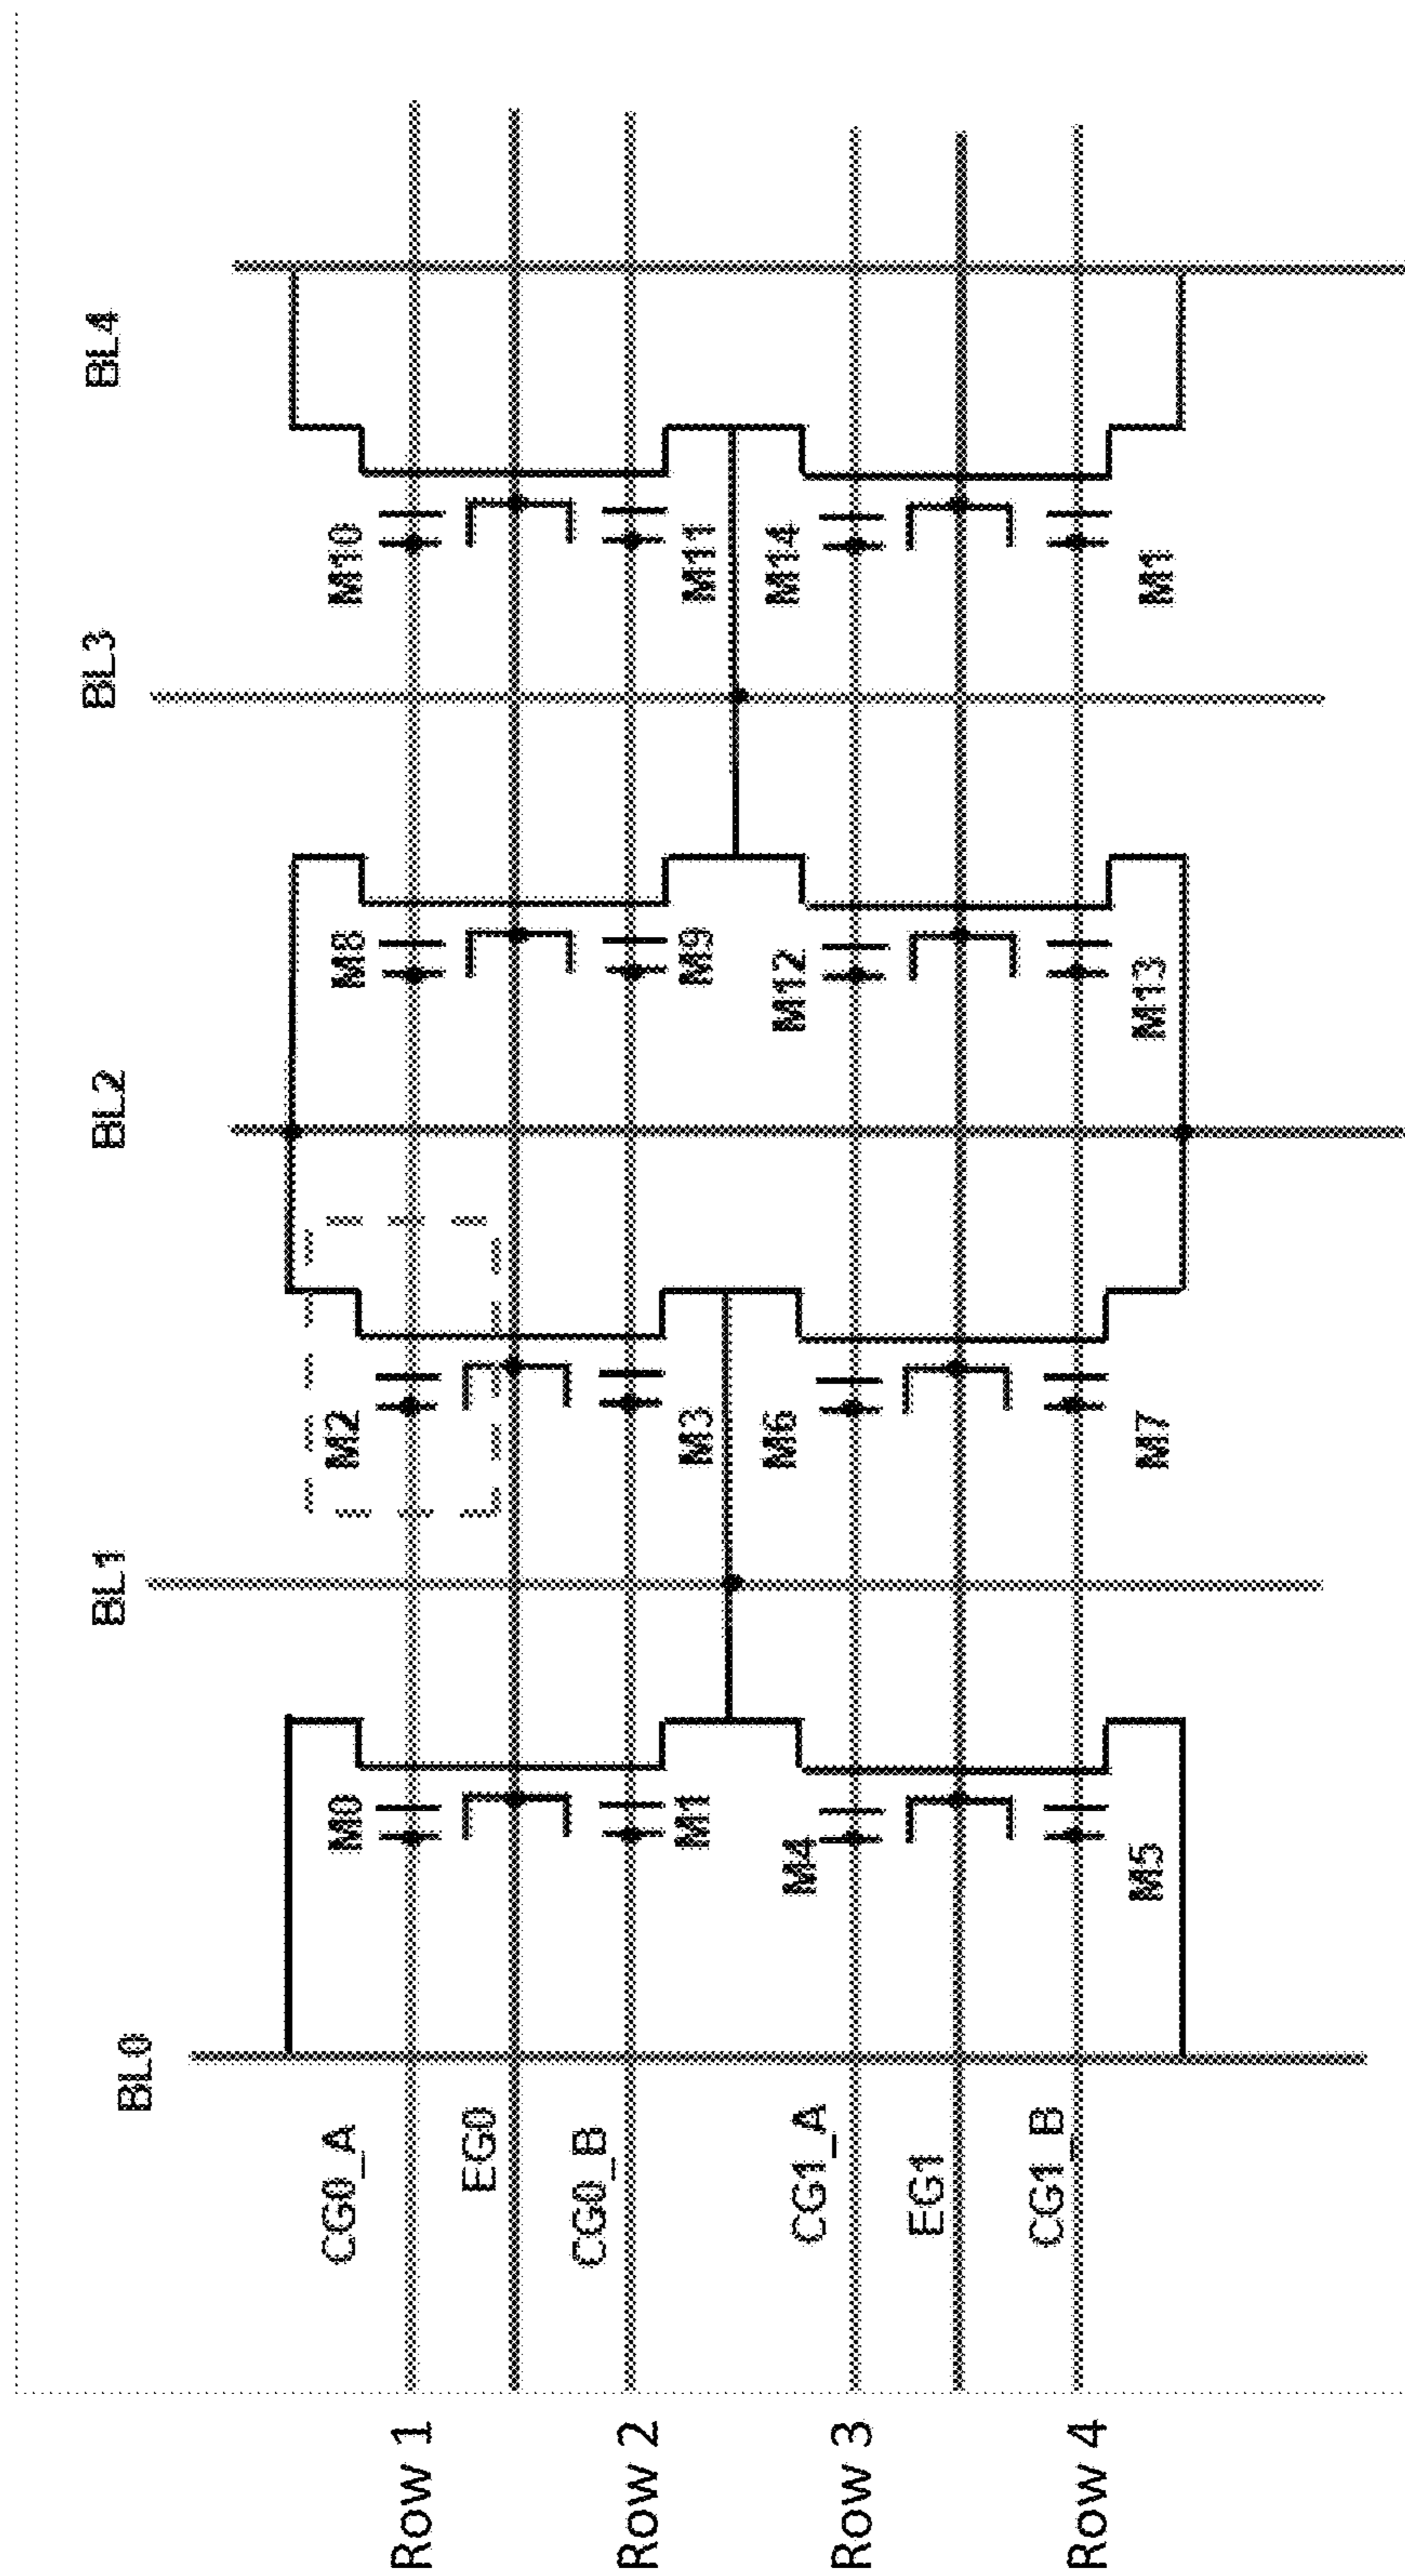 BL0 BL1 BL2 BL3 BL4
Row 1 CG0_A M0 M2 M8 M10
EG0
Row 2 CG0_B M1 M3 M9 M11
Row 3 CG1_A M4 M6 M12 M14
EG1
Row 4 CG1_B M5 M7 M13 M1